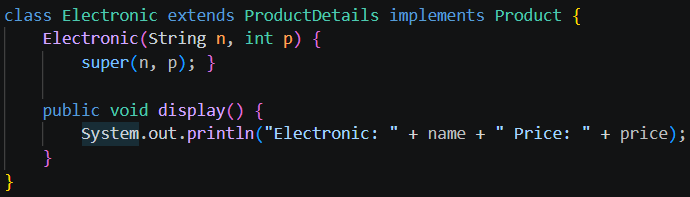 class Electronic extends ProductDetails implements Product {
    Electronic(String n, int p) {
        super(n, p); }

    public void display() {
        System.out.println("Electronic: " + name + " Price: " + price);
    }
}